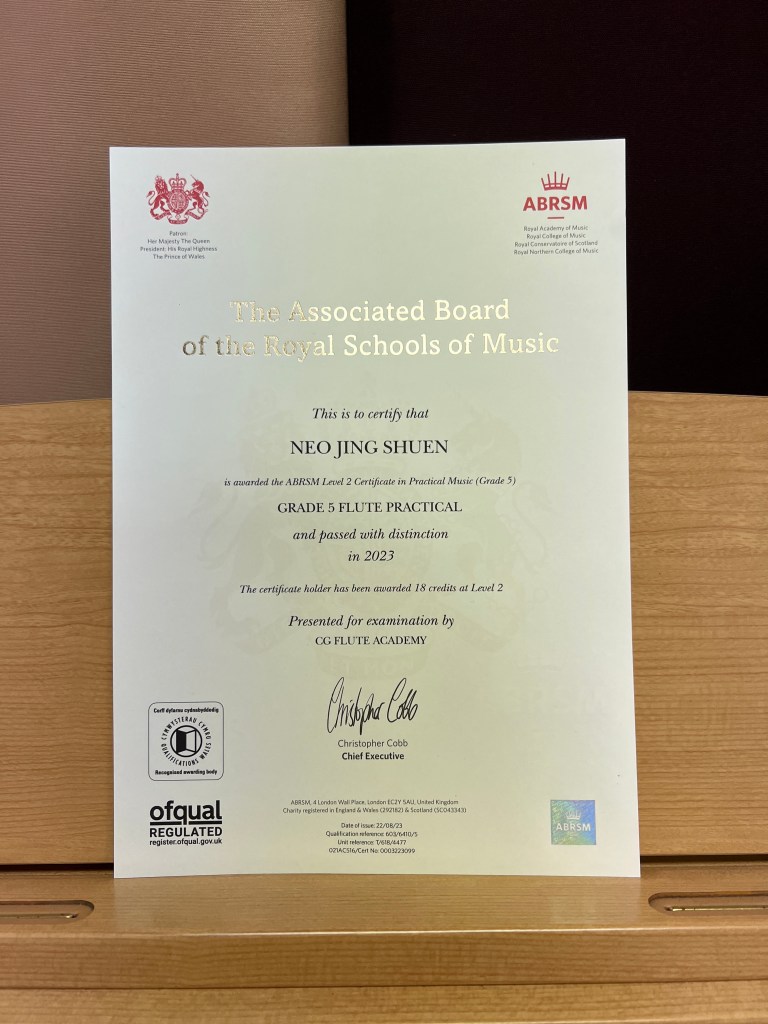 Patron:
Her Majesty The Queen
President: His Royal Highness
The Prince of Wales
ABRSM
Royal Academy of Music
Royal College of Music
Royal Conservatoire of Scotland
Royal Northern College of Music
The Associated Board
of the Royal Schools of Music
This is to certify that
NEO JING SHUEN
is awarded the ABRSM Level 2 Certificate in Practical Music (Grade 5)
GRADE 5 FLUTE PRACTICAL
and passed with distinction
in 2023
The certificate holder has been awarded 18 credits at Level 2
Presented for examination by
CG FLUTE ACADEMY
Christopher Cobb
Christopher Cobb
Chief Executive
Corff dyfarnu cydnabyddedig
CYMWYSTERAU CYMRU
QUALIFICATIONS WALES
Recognised awarding body
ofqual
REGULATED
register.ofqual.gov.uk
ABRSM, 4 London Wall Place, London EC2Y 5AU, United Kingdom
Charity registered in England & Wales (292182) & Scotland (SC043343)
Date of issue: 22/08/23
Qualification reference: 603/6410/5
Unit reference: T/618/4477
021AC516/Cert No: 0003223099
ABRSM